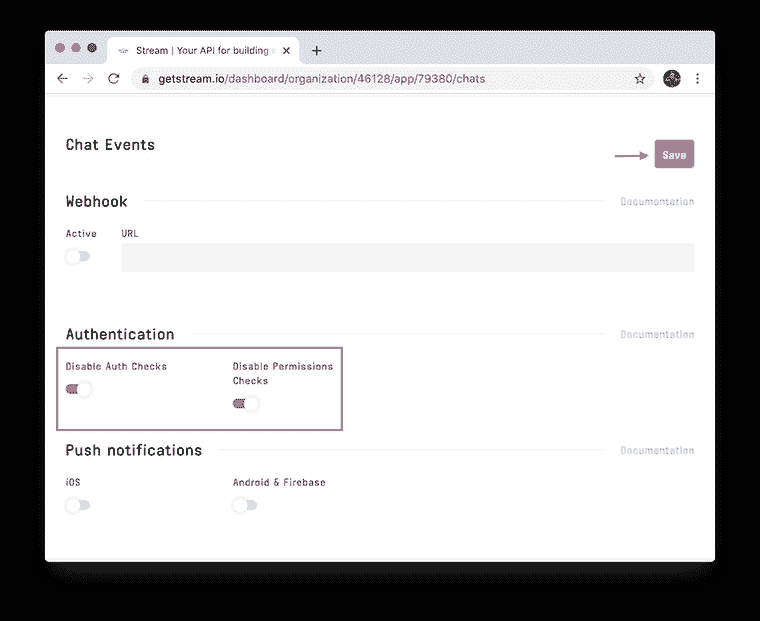 Stream | Your API for building
getstream.io/dashboard/organization/46128/app/79380/chats
Chat Events
Save
Webhook
Documentation
Active
URL
Authentication
Documentation
Disable Auth Checks
Disable Permissions
Checks
Push notifications
Documentation
iOS
Android & Firebase